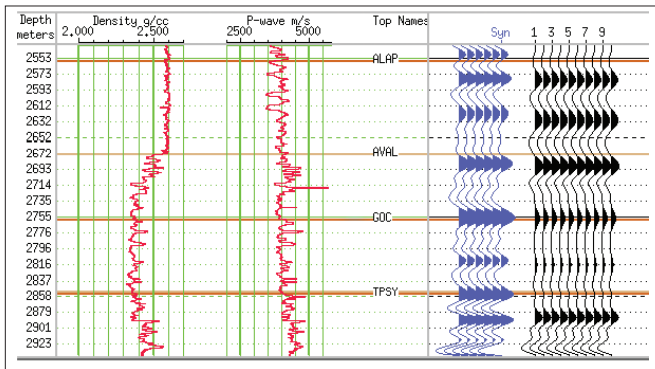 Depth Density g/cc P-wave m/s Top Names
meters 2.000 2.500 2500 5000 Syn 1 3 5 7 9
2553 ALAP
2573
2593
2612
2632
2652
2672 AVAL
2693
2714
2735
2755 GOC
2776
2796
2816
2837
2858 TPSY
2879
2901
2923